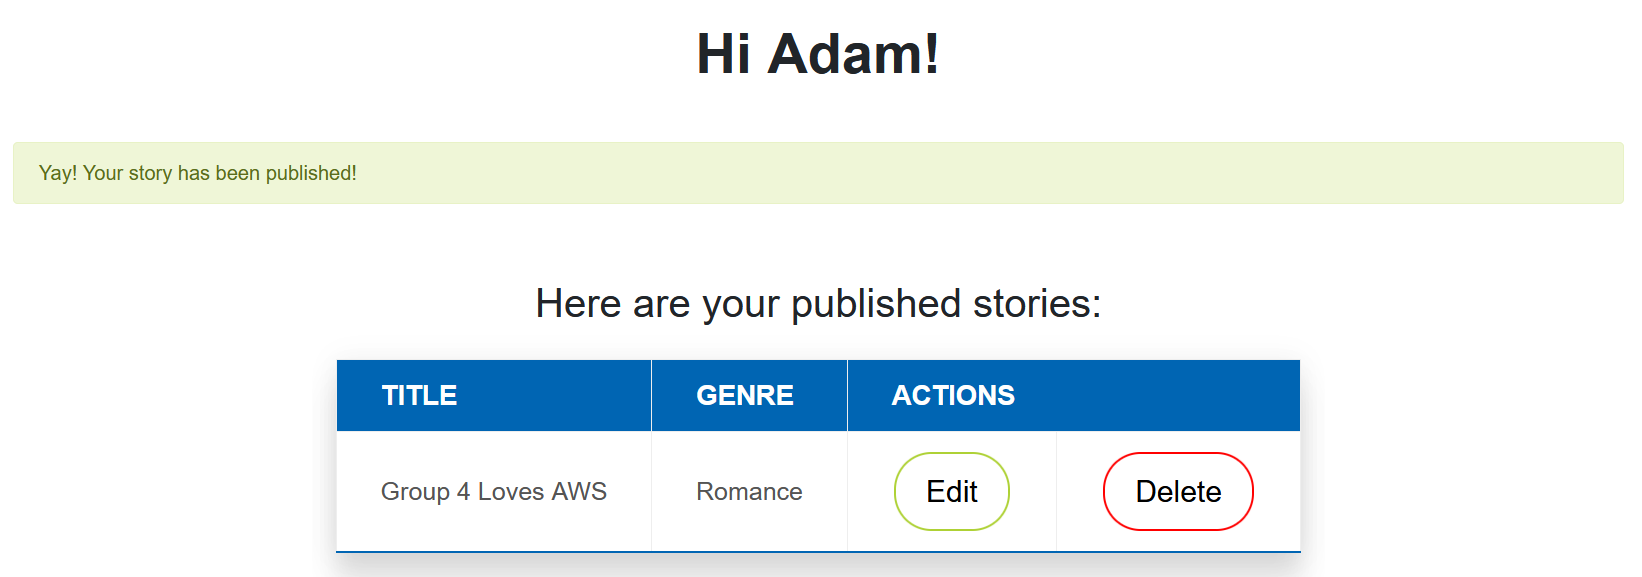 Hi Adam!
Yay! Your story has been published!
Here are your published stories:
TITLE GENRE ACTIONS
Group 4 Loves AWS Romance Edit Delete